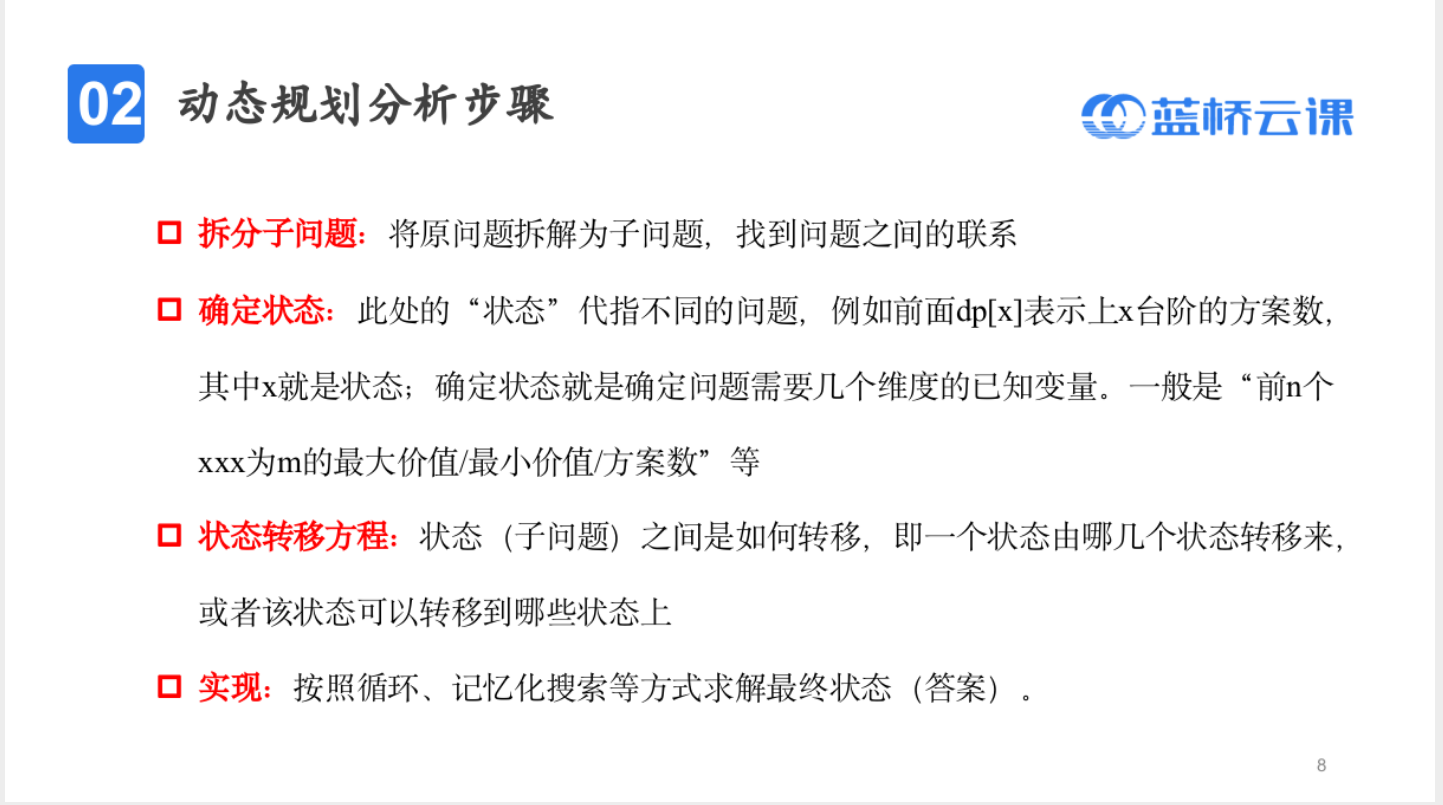 02 动态规划分析步骤
蓝桥云课
拆分子问题：将原问题拆解为子问题，找到问题之间的联系
确定状态：此处的“状态”代指不同的问题，例如前面dp[x]表示上x台阶的方案数，
其中x就是状态；确定状态就是确定问题需要几个维度的已知变量。一般是“前n个
xxx为m的最大价值/最小价值/方案数”等
状态转移方程：状态（子问题）之间是如何转移，即一个状态由哪几个状态转移来，
或者该状态可以转移到哪些状态上
实现：按照循环、记忆化搜索等方式求解最终状态（答案）。
8